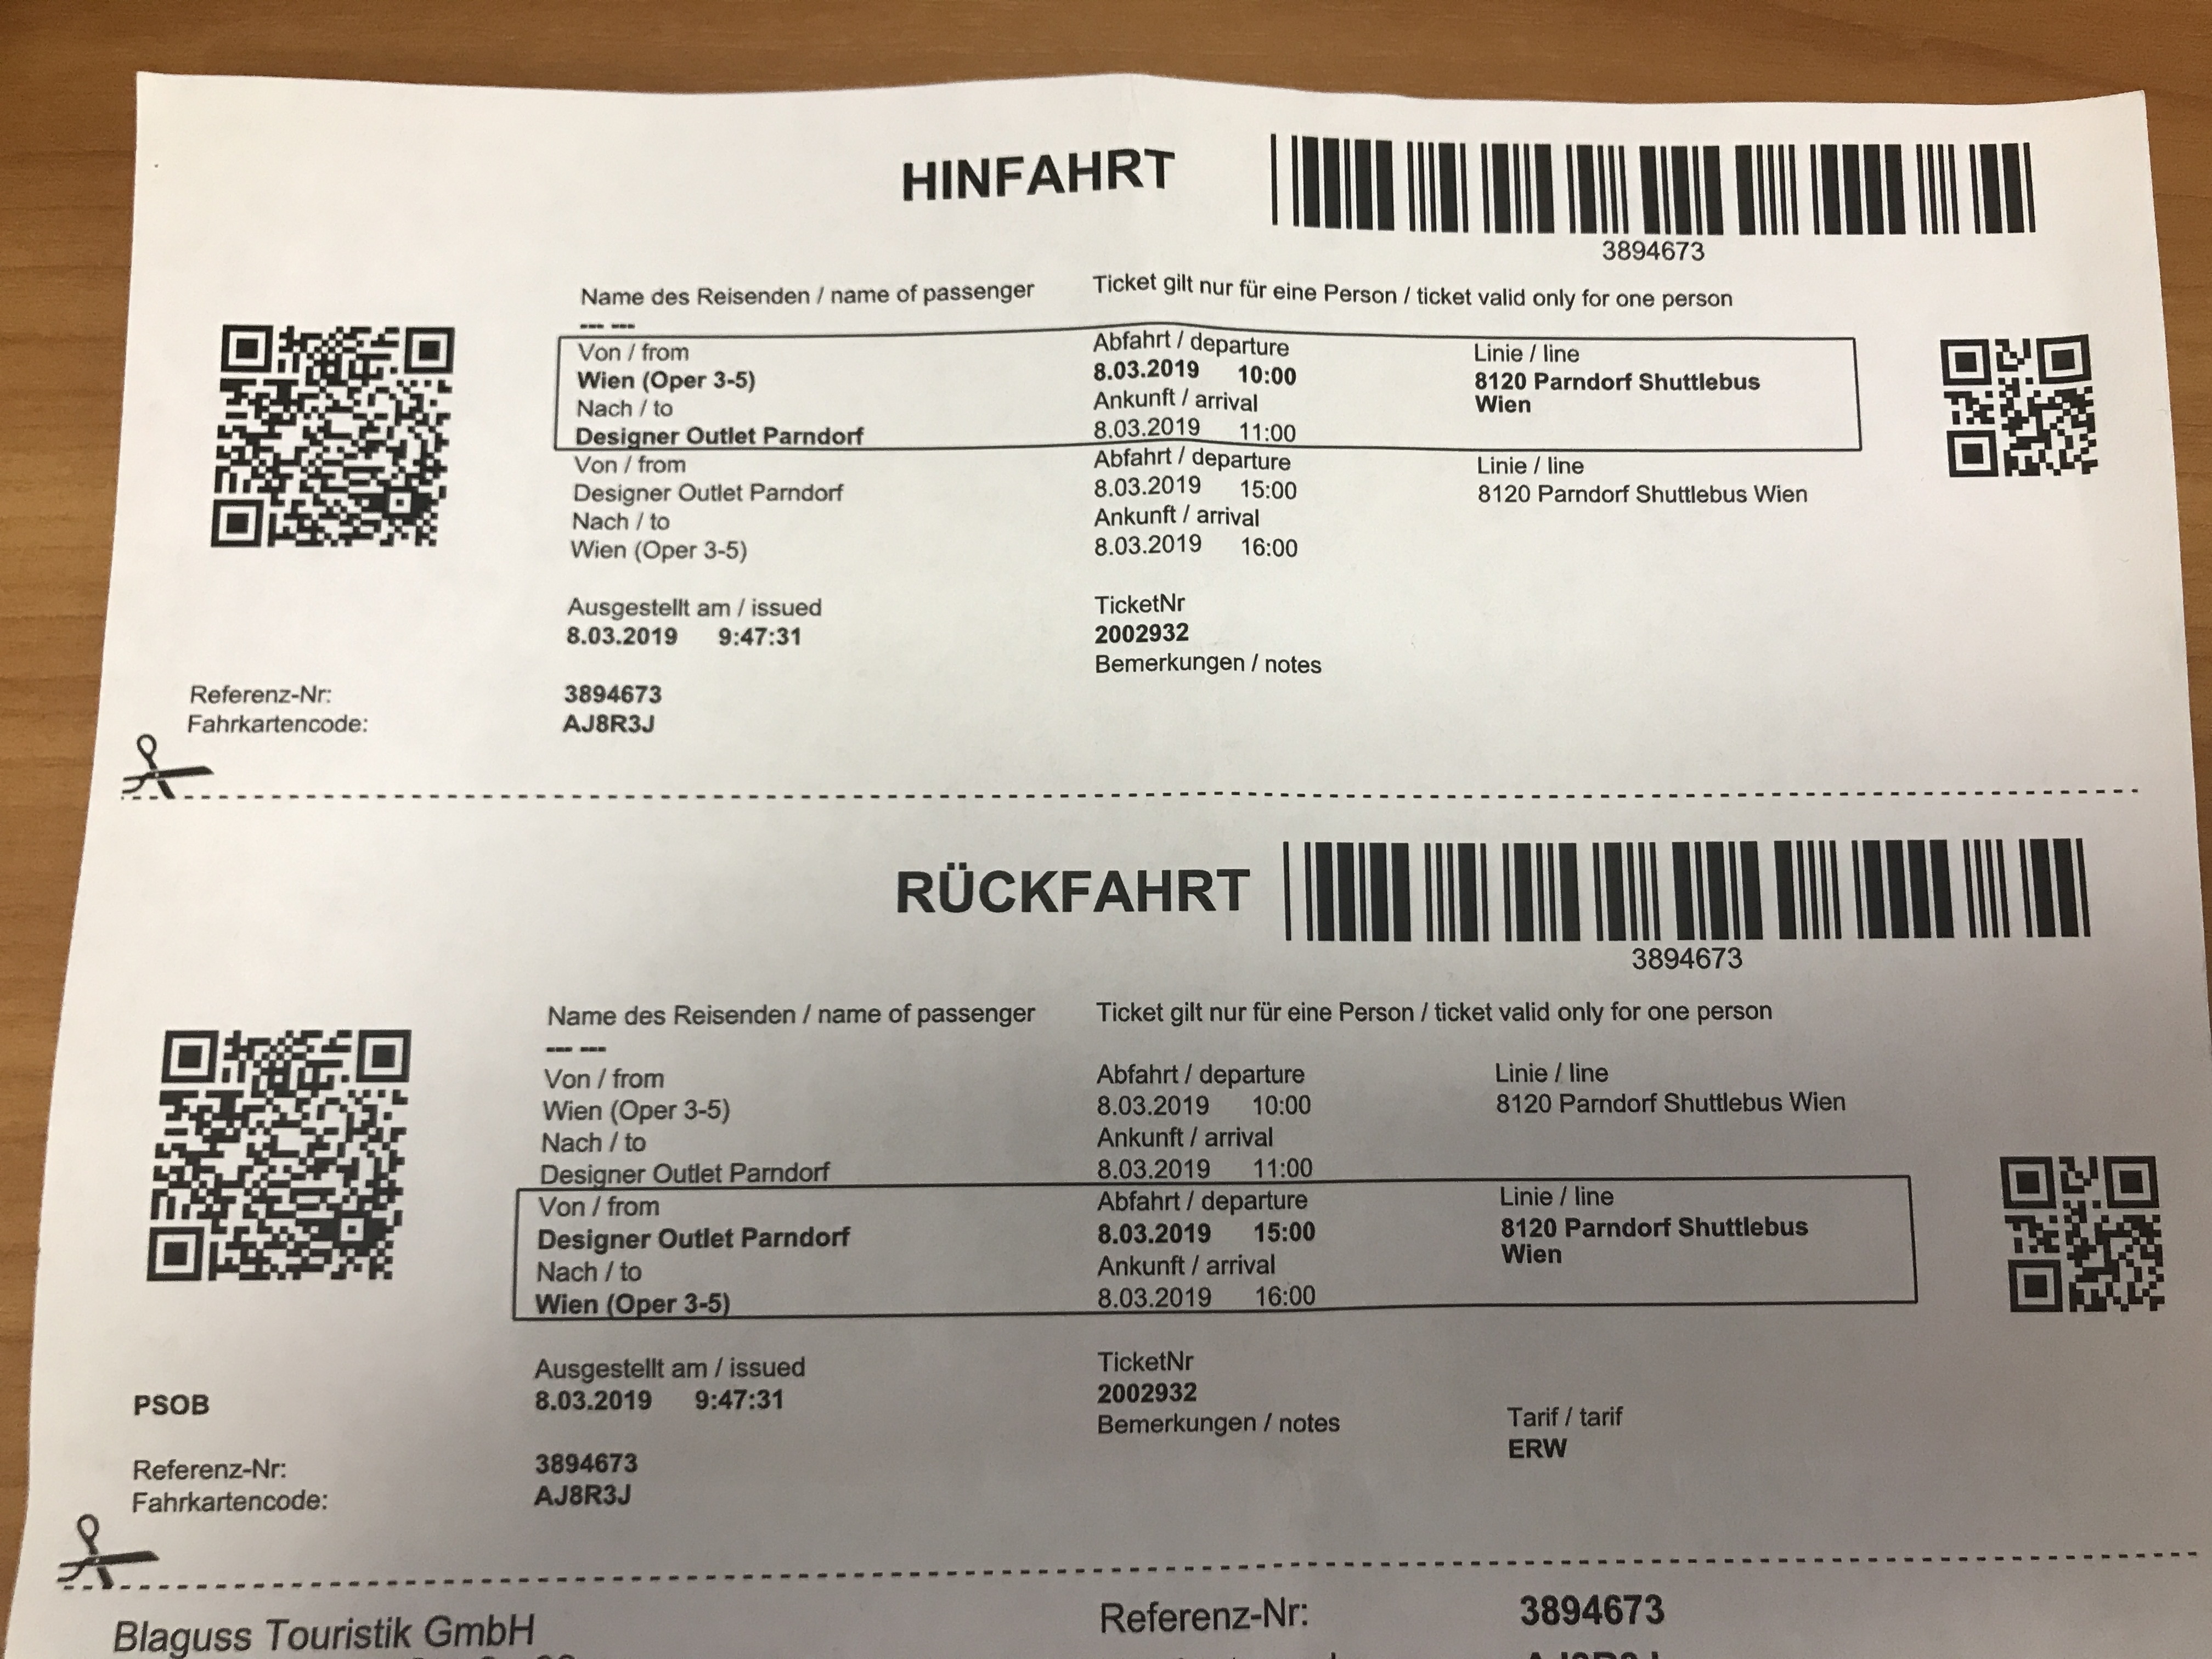 HINFAHRT
3894673
Name des Reisenden / name of passenger
Ticket gilt nur für eine Person / ticket valid only for one person
--- ---
Von / from
Abfahrt / departure
Linie / line
Wien (Oper 3-5)
8.03.2019 10:00
8120 Parndorf Shuttlebus
Wien
Nach / to
Ankunft / arrival
Designer Outlet Parndorf
8.03.2019 11:00
Von / from
Abfahrt / departure
Linie / line
Designer Outlet Parndorf
8.03.2019 15:00
8120 Parndorf Shuttlebus Wien
Nach / to
Ankunft / arrival
Wien (Oper 3-5)
8.03.2019 16:00
Ausgestellt am / issued
TicketNr
8.03.2019 9:47:31
2002932
Bemerkungen / notes
Referenz-Nr: 3894673
Fahrkartencode: AJ8R3J
RÜCKFAHRT
3894673
Name des Reisenden / name of passenger
Ticket gilt nur für eine Person / ticket valid only for one person
--- ---
Von / from
Abfahrt / departure
Linie / line
Wien (Oper 3-5)
8.03.2019 10:00
8120 Parndorf Shuttlebus Wien
Nach / to
Ankunft / arrival
Designer Outlet Parndorf
8.03.2019 11:00
Von / from
Abfahrt / departure
Linie / line
Designer Outlet Parndorf
8.03.2019 15:00
8120 Parndorf Shuttlebus
Wien
Nach / to
Ankunft / arrival
Wien (Oper 3-5)
8.03.2019 16:00
Ausgestellt am / issued
TicketNr
PSOB
8.03.2019 9:47:31
2002932
Bemerkungen / notes
Tarif / tarif
ERW
Referenz-Nr: 3894673
Fahrkartencode: AJ8R3J
Blaguss Touristik GmbH
Referenz-Nr: 3894673